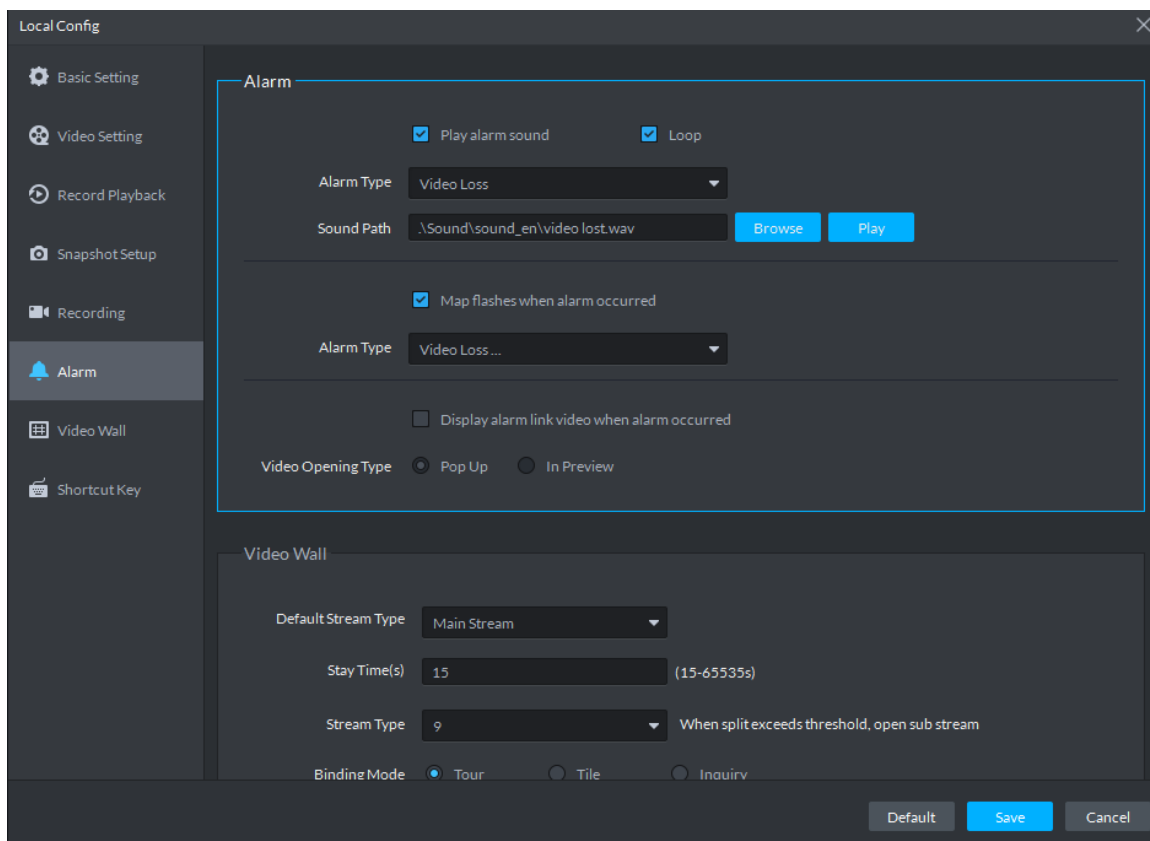 Local Config
Basic Setting
Video Setting
Record Playback
Snapshot Setup
Recording
Alarm
Video Wall
Shortcut Key
Alarm
Play alarm sound Loop
Alarm Type Video Loss
Sound Path .\Sound\sound_en\video lost.wav Browse Play
Map flashes when alarm occurred
Alarm Type Video Loss ...
Display alarm link video when alarm occurred
Video Opening Type Pop Up In Preview
Video Wall
Default Stream Type Main Stream
Stay Time(s) 15 (15-65535s)
Stream Type 9 When split exceeds threshold, open sub stream
Binding Mode Tour Tile Inquiry
Default Save Cancel